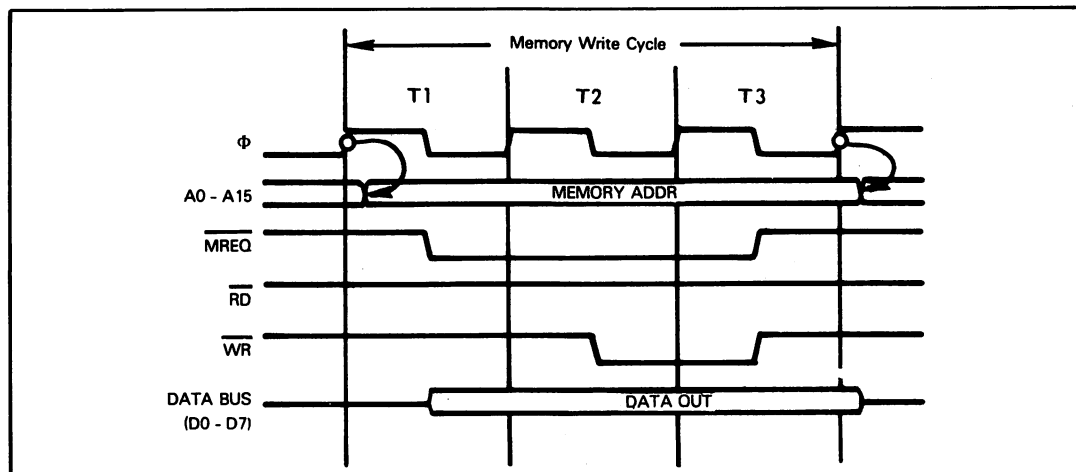 Memory Write Cycle
T1 T2 T3
Φ
A0 - A15 MEMORY ADDR
MREQ
RD
WR
DATA BUS DATA OUT
(D0 - D7)